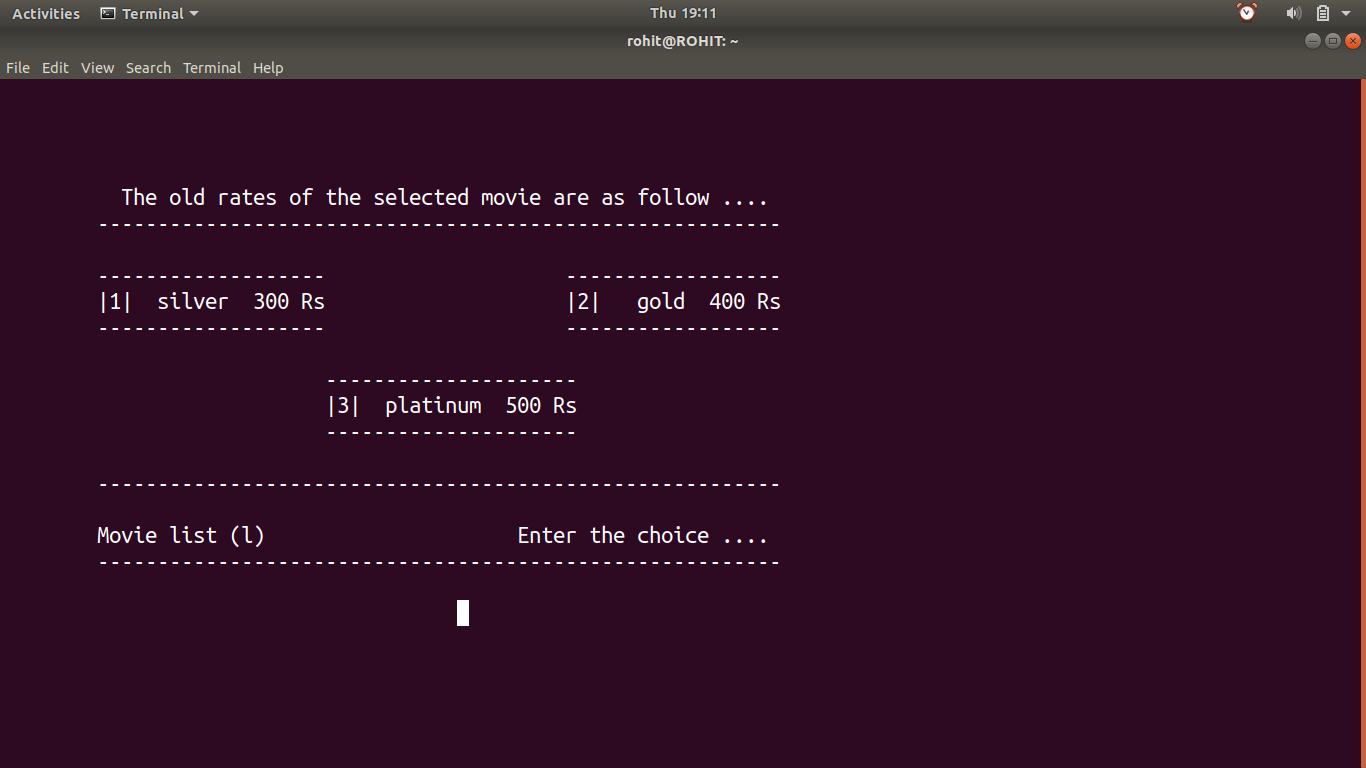 Activities Terminal Thu 19:11
rohit@ROHIT: ~
File Edit View Search Terminal Help
The old rates of the selected movie are as follow ....
---------------------------------------------------------
------------------- ------------------
|1| silver 300 Rs |2| gold 400 Rs
------------------- ------------------
---------------------
|3| platinum 500 Rs
---------------------
---------------------------------------------------------
Movie list (l) Enter the choice ....
---------------------------------------------------------